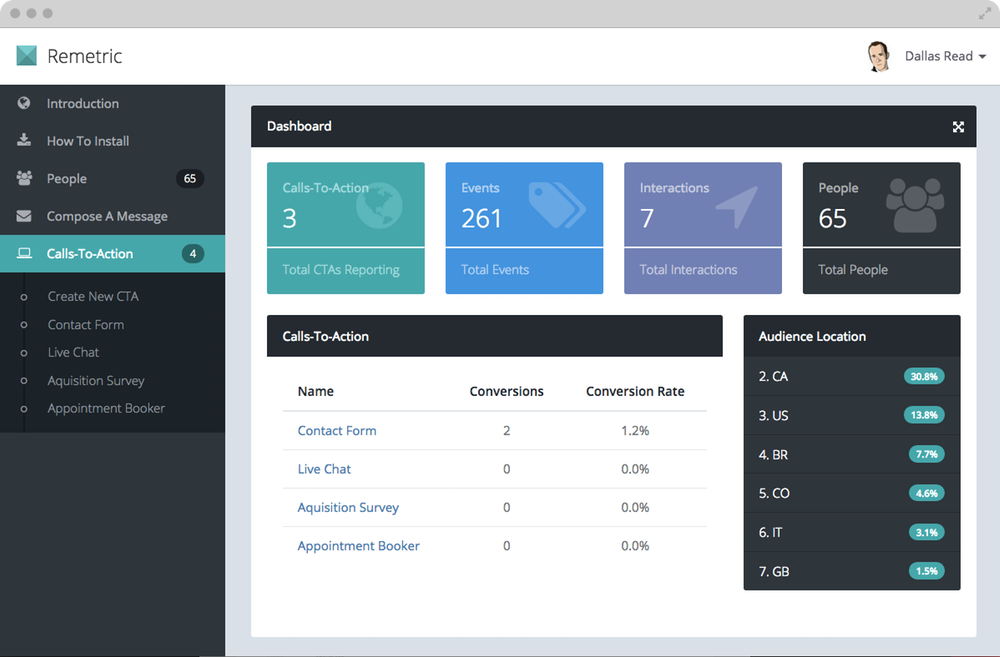 Remetric
Dallas Read
Introduction
How To Install
People 65
Compose A Message
Calls-To-Action 4
Create New CTA
Contact Form
Live Chat
Aquisition Survey
Appointment Booker
Dashboard
Calls-To-Action
3
Total CTAs Reporting
Events
261
Total Events
Interactions
7
Total Interactions
People
65
Total People
Calls-To-Action
Name Conversions Conversion Rate
Contact Form 2 1.2%
Live Chat 0 0.0%
Aquisition Survey 0 0.0%
Appointment Booker 0 0.0%
Audience Location
2. CA 30.8%
3. US 13.8%
4. BR 7.7%
5. CO 4.6%
6. IT 3.1%
7. GB 1.5%